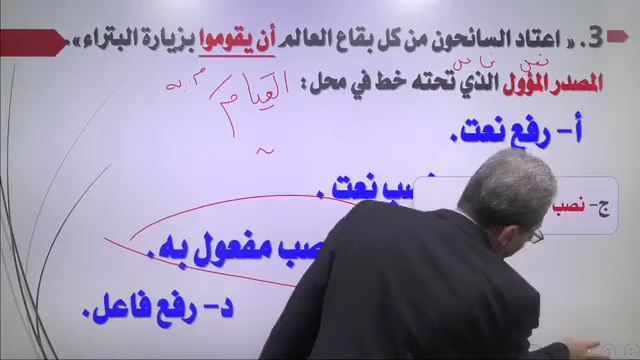 3. « اعتاد السائحون من كل بقاع العالم أن يقوموا بزيارة البتراء».
المصدر المؤول الذي تحته خط في محل:
القيام
أ- رفع نعت.
نصب نعت.
ج- نصب
نصب مفعول به.
د- رفع فاعل.